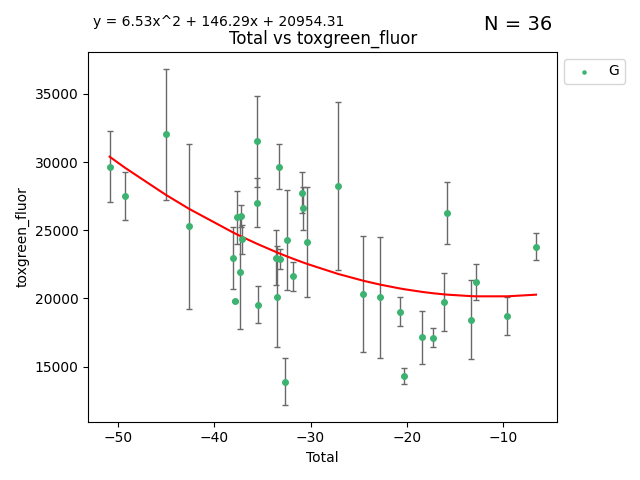 y = 6.53x^2 + 146.29x + 20954.31
N = 36
Total vs toxgreen_fluor
G
35000
30000
25000
20000
15000
toxgreen_fluor
−50 −40 −30 −20 −10
Total